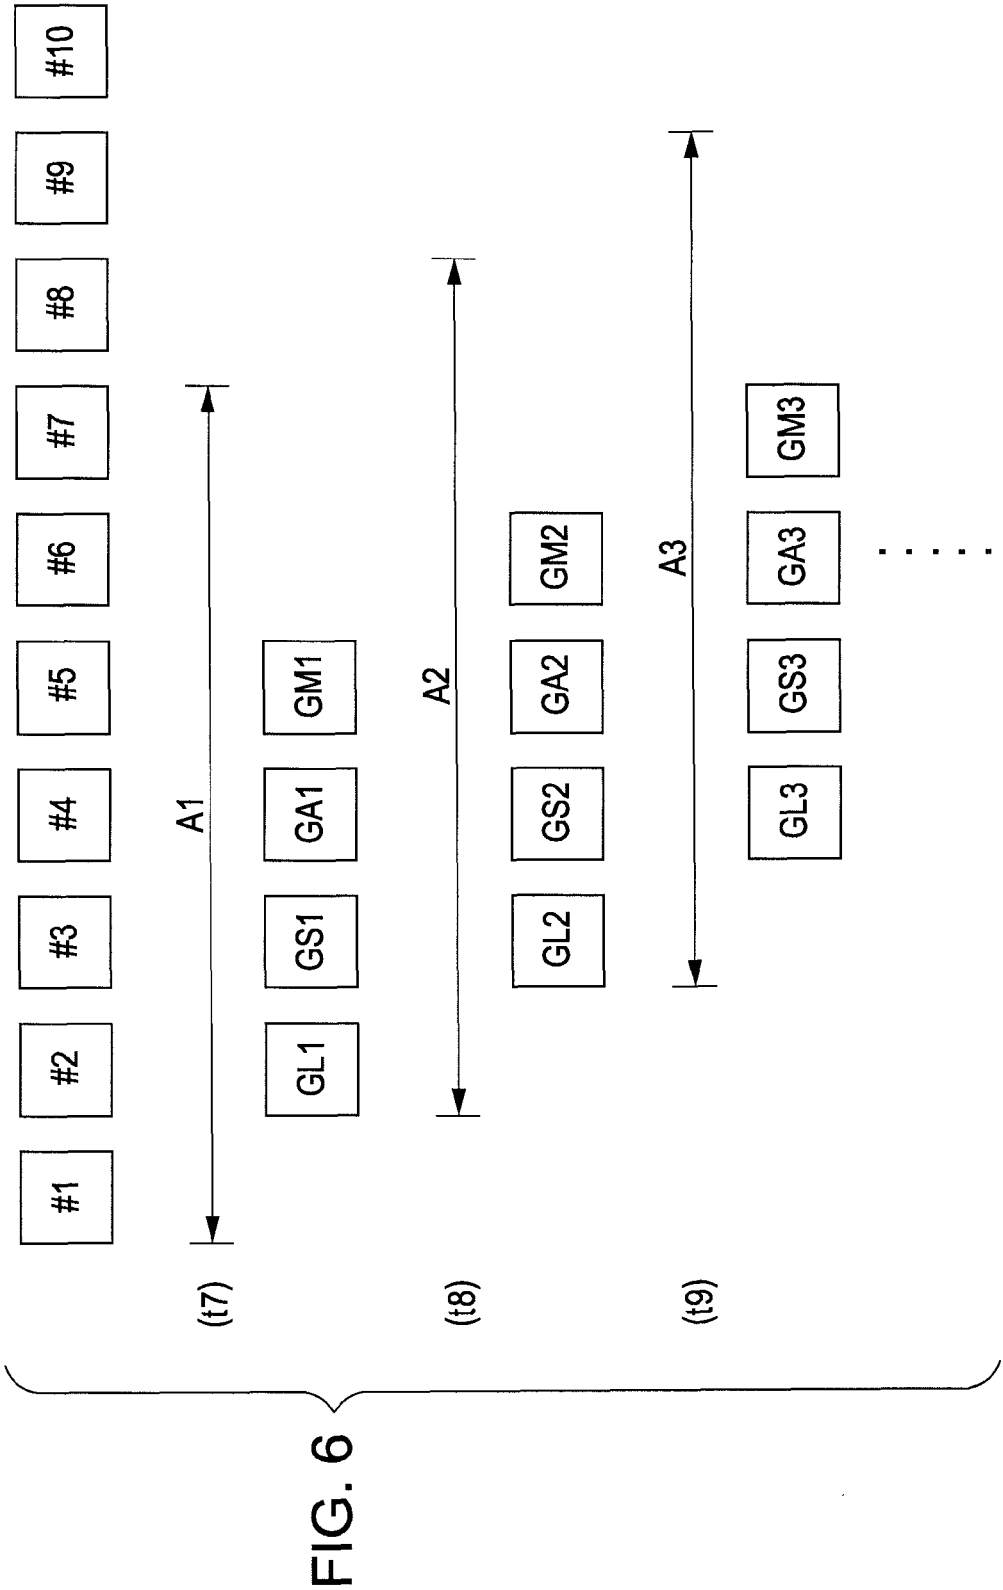 FIG. 6
#1 #2 #3 #4 #5 #6 #7 #8 #9 #10
(t7) A1
GL1 GS1 GA1 GM1
(t8) A2
GL2 GS2 GA2 GM2
(t9) A3
GL3 GS3 GA3 GM3
.....